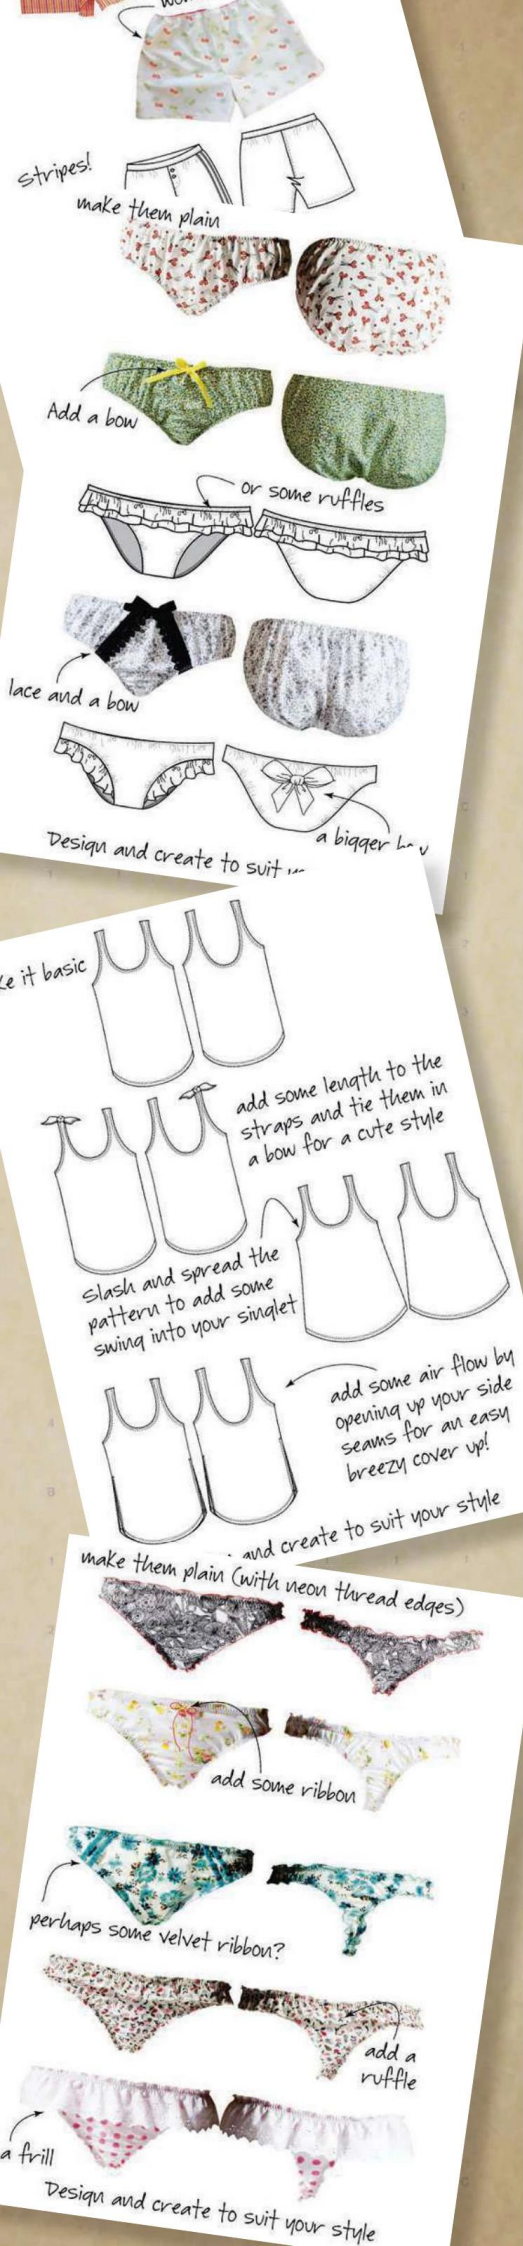 stripes!
make them plain
Add a bow
or some ruffles
lace and a bow
a bigger
Design and create to suit
it basic
add some length to the
straps and tie them in
a bow for a cute style
slash and spread the
pattern to add some
swing into your singlet
add some air flow by
opening up your side
seams for an easy
breezy cover up!
and create to suit your style
make them plain (with neon thread edges)
add some ribbon
perhaps some velvet ribbon?
add a
ruffle
a frill
Design and create to suit your style